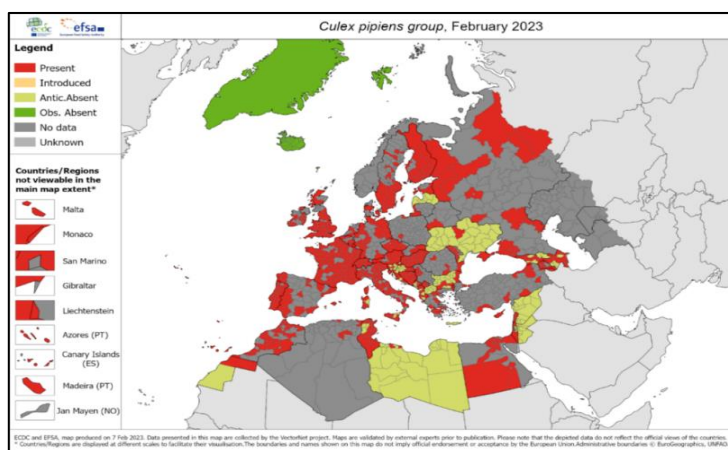 ecdc
efsa
Culex pipiens group, February 2023
Legend
Present
Introduced
Antic.Absent
Obs. Absent
No data
Unknown
Countries/Regions
not viewable in the
main map extent*
Malta
Monaco
San Marino
Gibraltar
Liechtenstein
Azores (PT)
Canary Islands
(ES)
Madeira (PT)
Jan Mayen (NO)
ECDC and EFSA, map produced on 7 Feb 2023. Data presented in this map are collected by the VectorNet project. Maps are validated by external experts prior to publication. Please note that the depicted data do not reflect the official views of the countries.
* Countries/Regions are displayed at different scales to facilitate their visualisation.The boundaries and names shown on this map do not imply official endorsement or acceptance by the European Union.Administrative boundaries © EuroGeographics, UNFAO